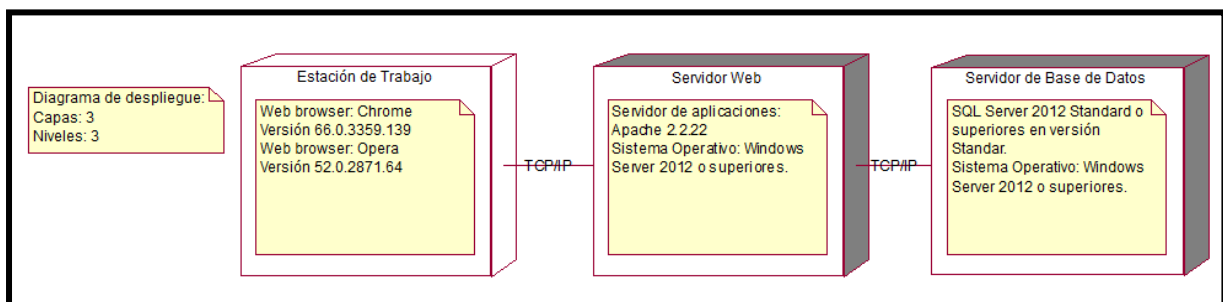 Diagrama de despliegue:
Capas: 3
Niveles: 3
Estación de Trabajo
Web browser: Chrome
Versión 66.0.3359.139
Web browser: Opera
Versión 52.0.2871.64
TCP/IP
Servidor Web
Servidor de aplicaciones:
Apache 2.2.22
Sistema Operativo: Windows
Server 2012 o superiores.
TCP/IP
Servidor de Base de Datos
SQL Server 2012 Standard o
superiores en versión
Standar.
Sistema Operativo: Windows
Server 2012 o superiores.